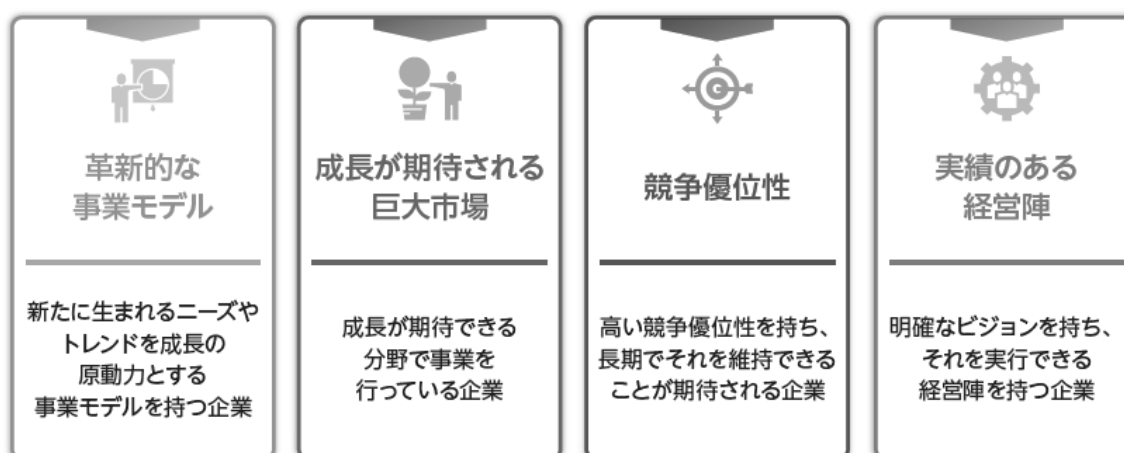 革新的な
事業モデル
新たに生まれるニーズや
トレンドを成長の
原動力とする
事業モデルを持つ企業
成長が期待される
巨大市場
成長が期待できる
分野で事業を
行っている企業
競争優位性
高い競争優位性を持ち、
長期でそれを維持できる
ことが期待される企業
実績のある
経営陣
明確なビジョンを持ち、
それを実行できる
経営陣を持つ企業